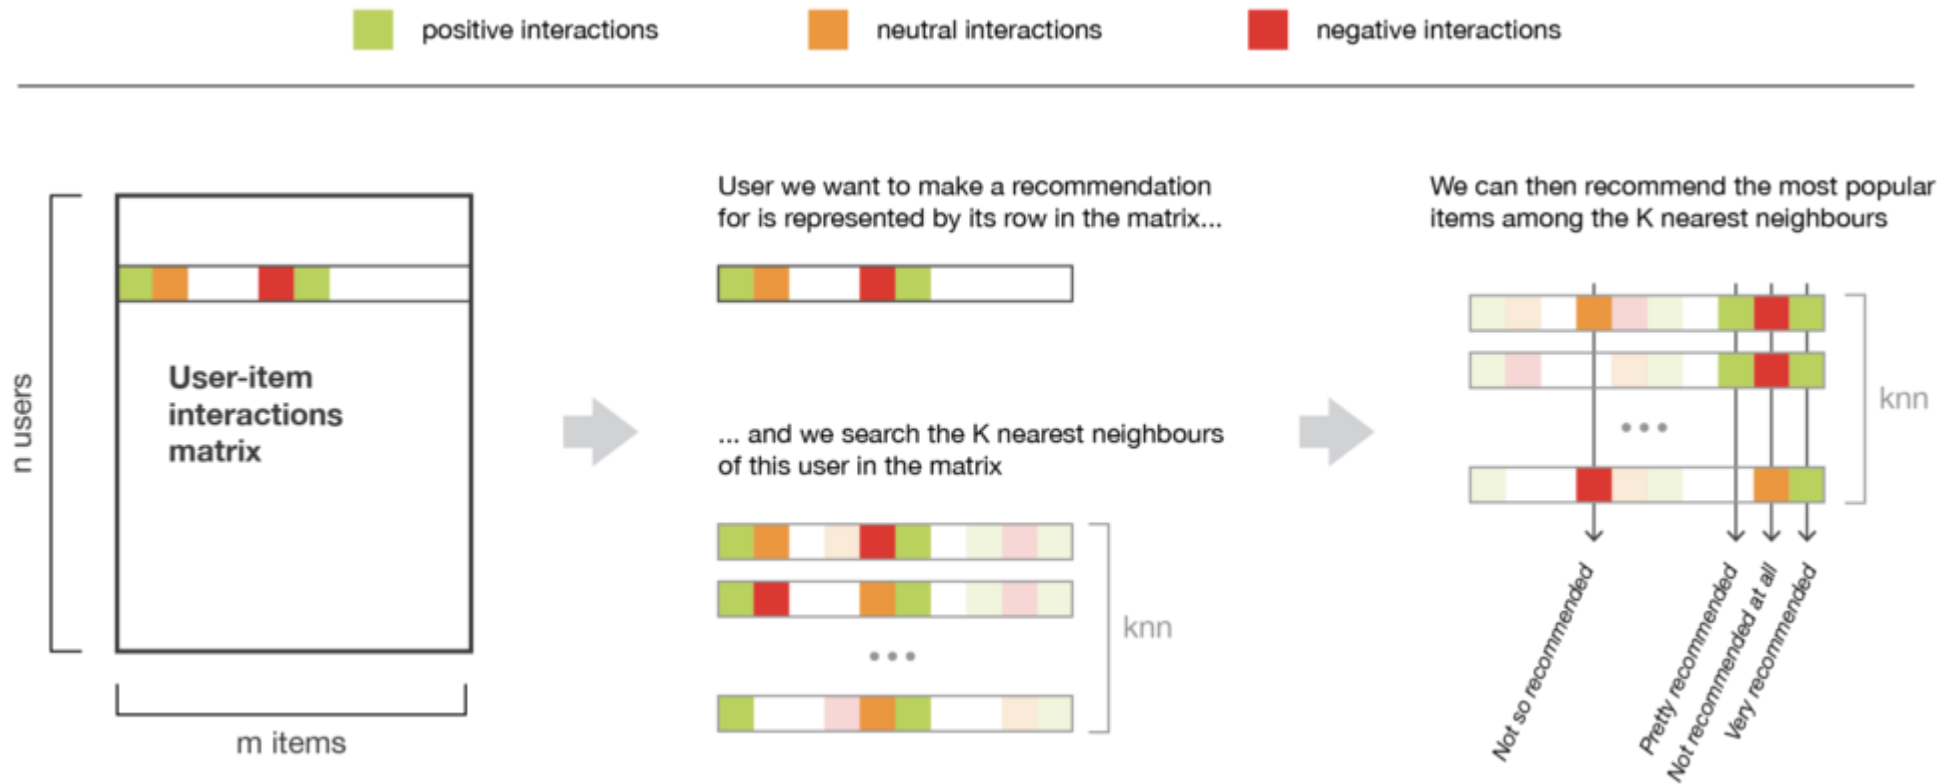 positive interactions
neutral interactions
negative interactions
n users
User-item
interactions
matrix
m items
User we want to make a recommendation
for is represented by its row in the matrix...
... and we search the K nearest neighbours
of this user in the matrix
knn
We can then recommend the most popular
items among the K nearest neighbours
knn
Not so recommended
Pretty recommended
Not recommended at all
Very recommended